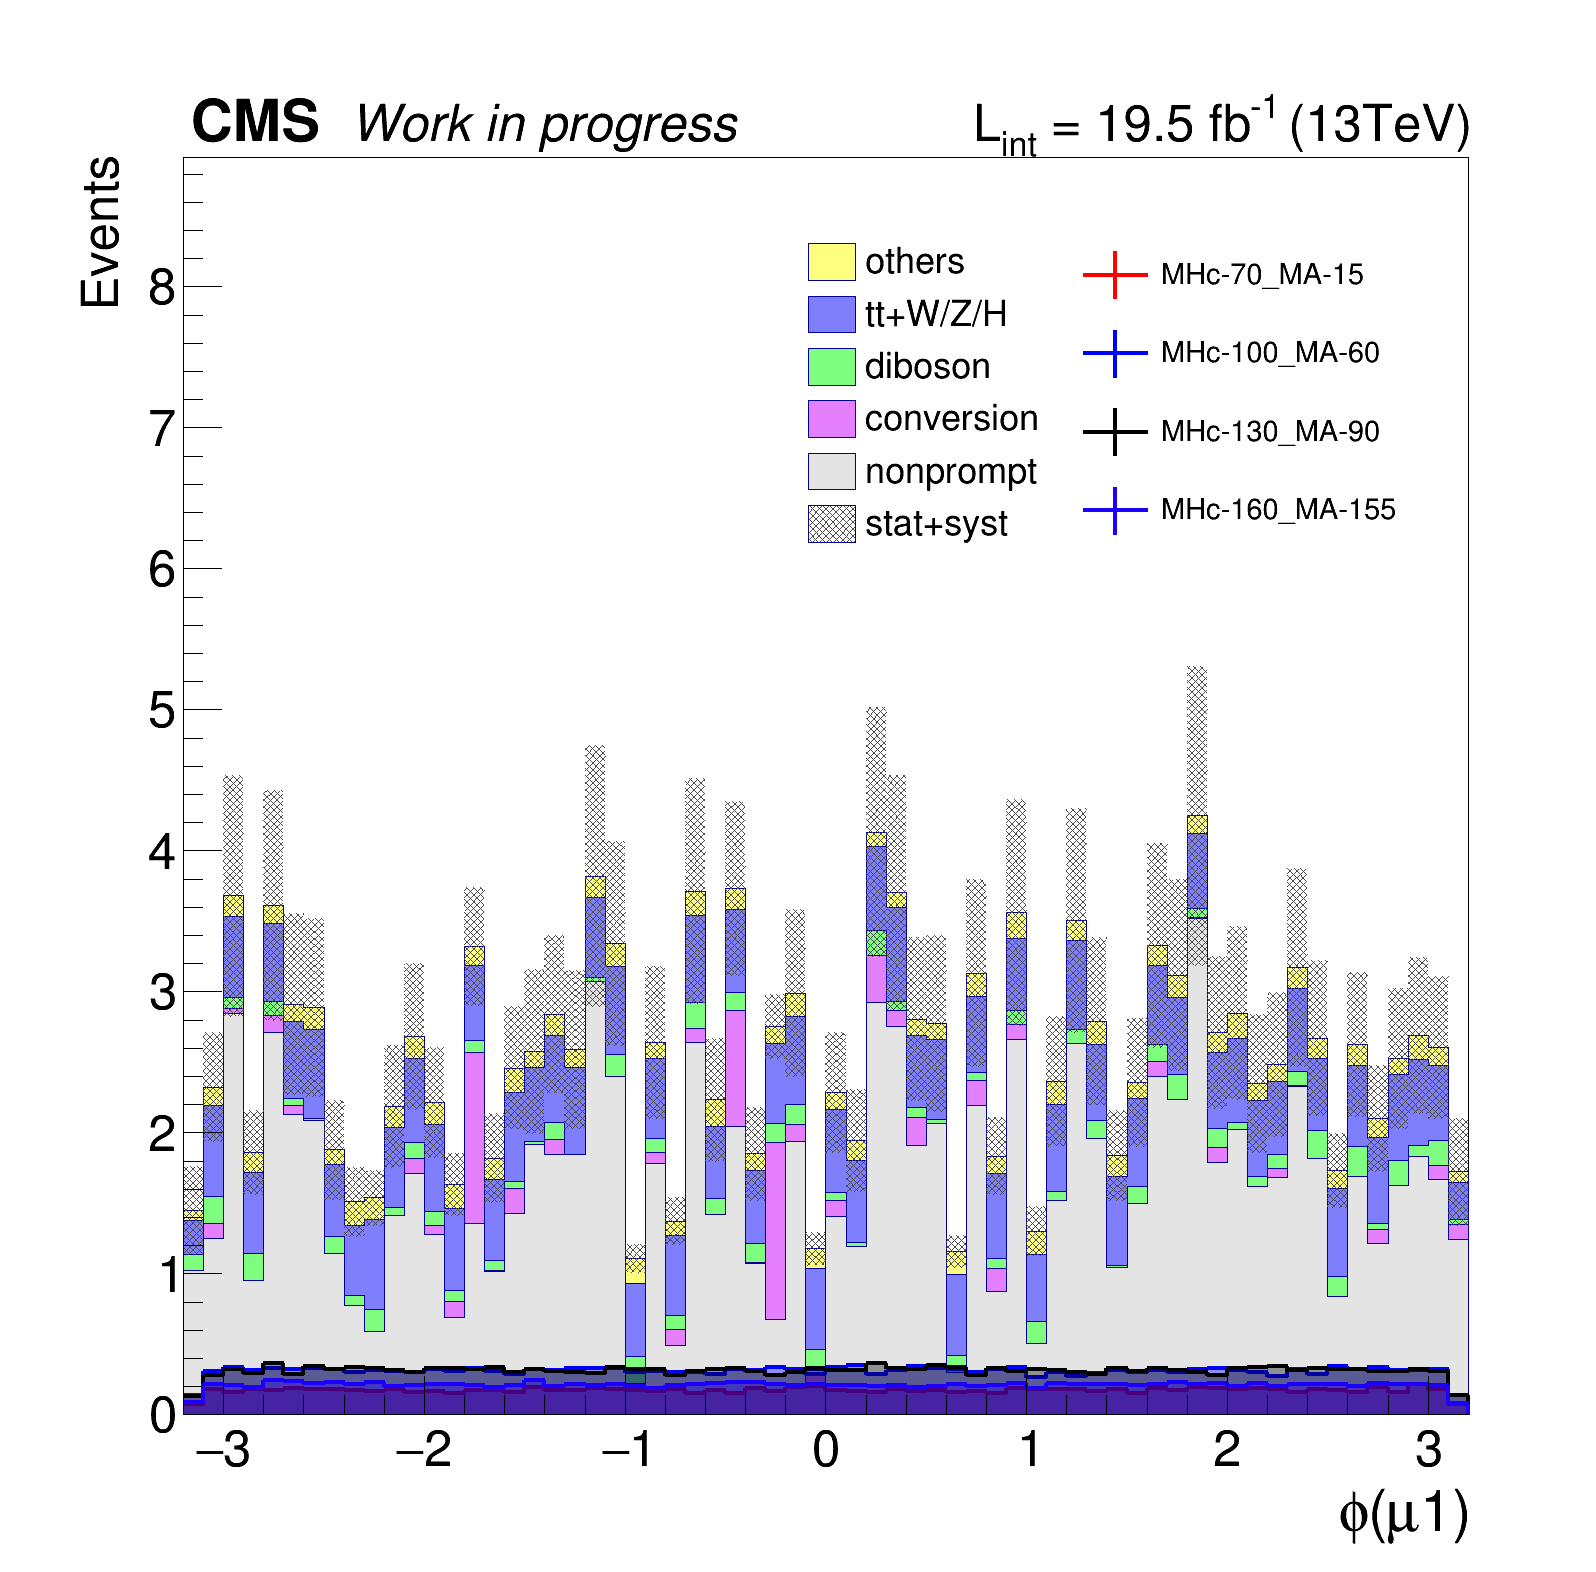 CMS Work in progress L_int = 19.5 fb^-1 (13TeV)
Events
8
7
6
5
4
3
2
1
0
others
tt+W/Z/H
diboson
conversion
nonprompt
stat+syst
MHc-70_MA-15
MHc-100_MA-60
MHc-130_MA-90
MHc-160_MA-155
−3 −2 −1 0 1 2 3
ϕ(μ1)